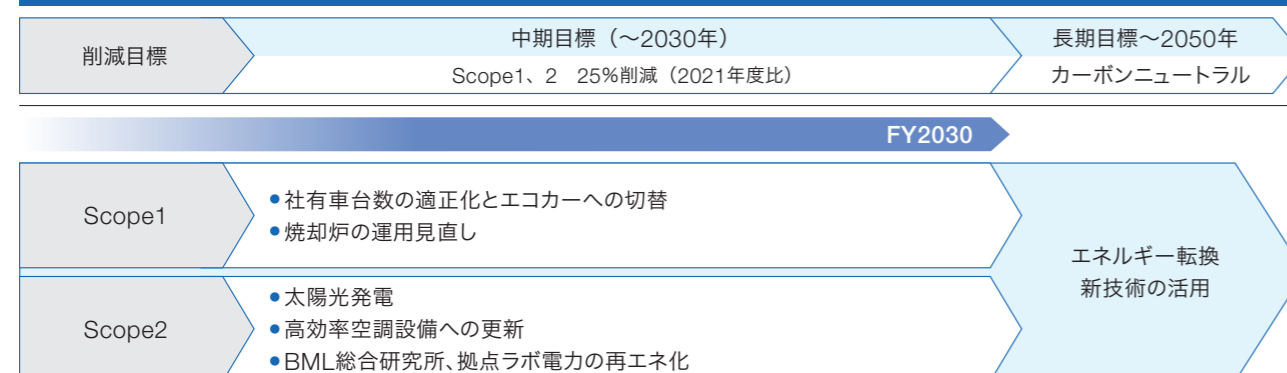 削減目標
中期目標（～2030年）
Scope1、2　25%削減（2021年度比）
長期目標～2050年
カーボンニュートラル
FY2030
Scope1
●社有車台数の適正化とエコカーへの切替
●焼却炉の運用見直し
Scope2
●太陽光発電
●高効率空調設備への更新
●BML総合研究所、拠点ラボ電力の再エネ化
エネルギー転換
新技術の活用